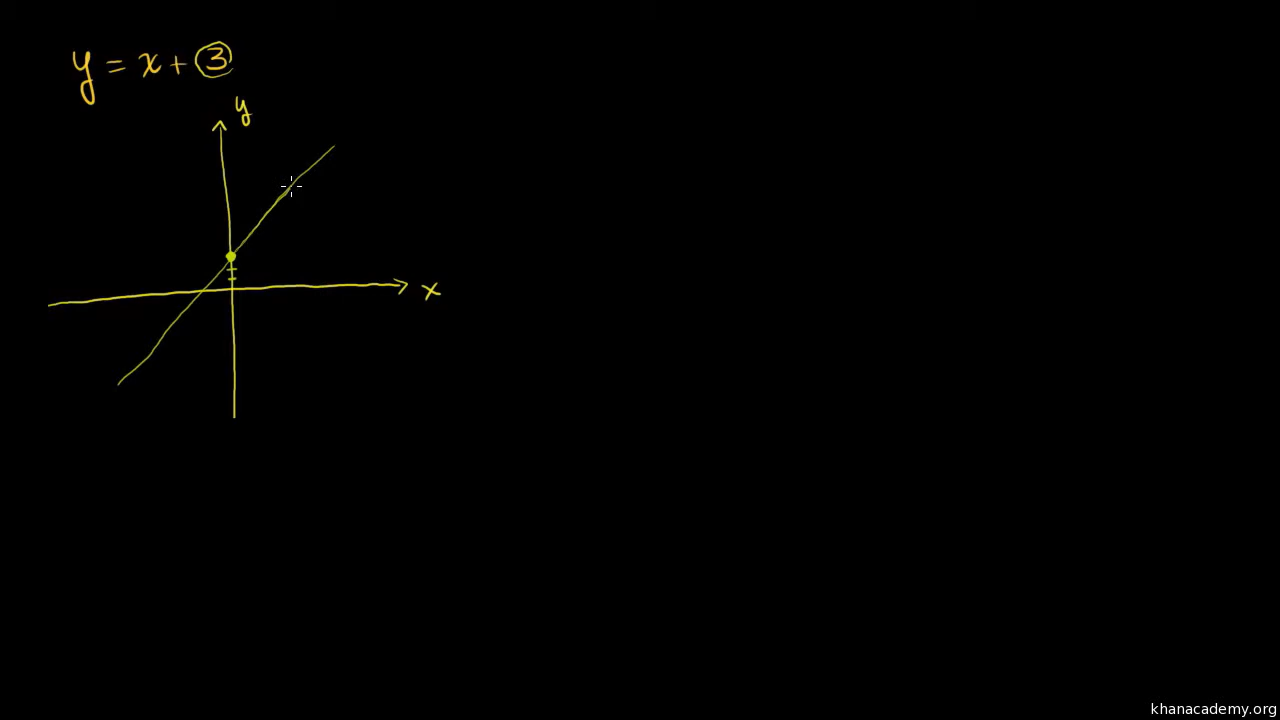 y = x + 3
y
x
khanacademy.org